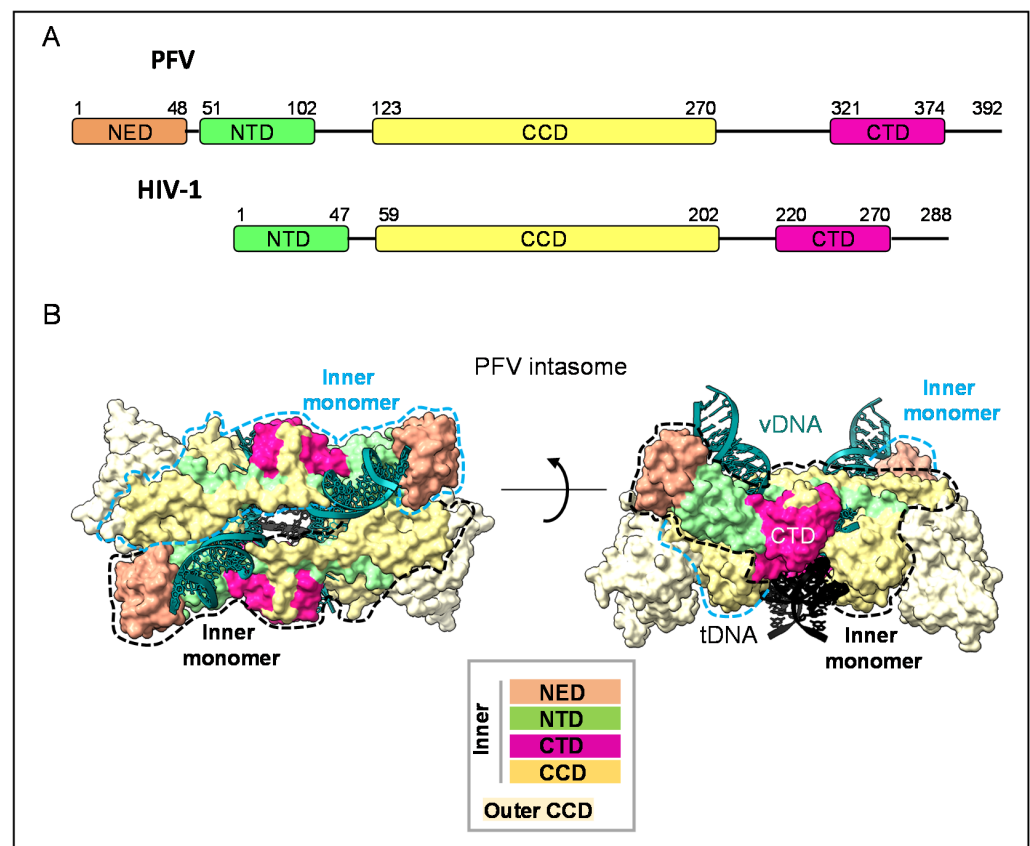 A
PFV
1 48 51 102 123 270 321 374 392
NED NTD CCD CTD
HIV-1
1 47 59 202 220 270 288
NTD CCD CTD
B
PFV intasome
Inner
monomer
Inner
monomer
vDNA
Inner
monomer
CTD
tDNA
Inner
monomer
Inner
NED
NTD
CTD
CCD
Outer CCD